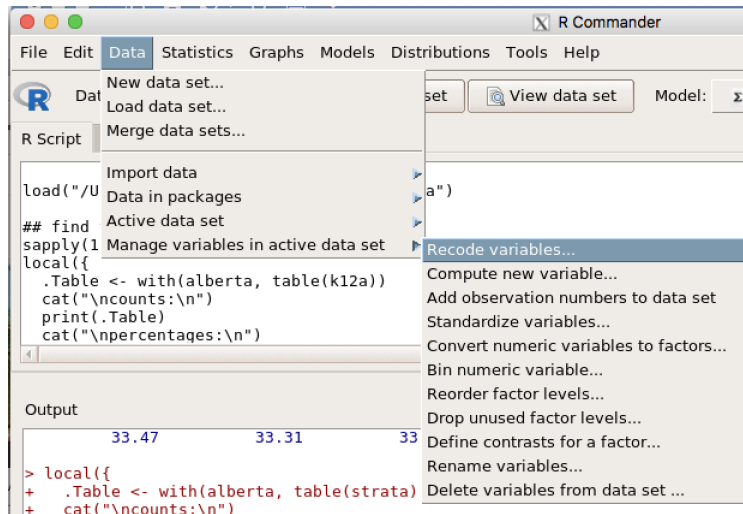 R Commander
File Edit Data Statistics Graphs Models Distributions Tools Help
R Dat set View data set Model: Σ
New data set...
Load data set...
Merge data sets...
Import data
Data in packages
Active data set
Manage variables in active data set
Recode variables...
Compute new variable...
Add observation numbers to data set
Standardize variables...
Convert numeric variables to factors...
Bin numeric variable...
Reorder factor levels...
Drop unused factor levels...
Define contrasts for a factor...
Rename variables...
Delete variables from data set ...
R Script
load("/U a")
## find
sapply(1
local({
.Table <- with(alberta, table(k12a))
cat("\ncounts:\n")
print(.Table)
cat("\npercentages:\n")
Output
33.47 33.31 33
> local({
+ .Table <- with(alberta, table(strata)
+ cat("\ncounts:\n")